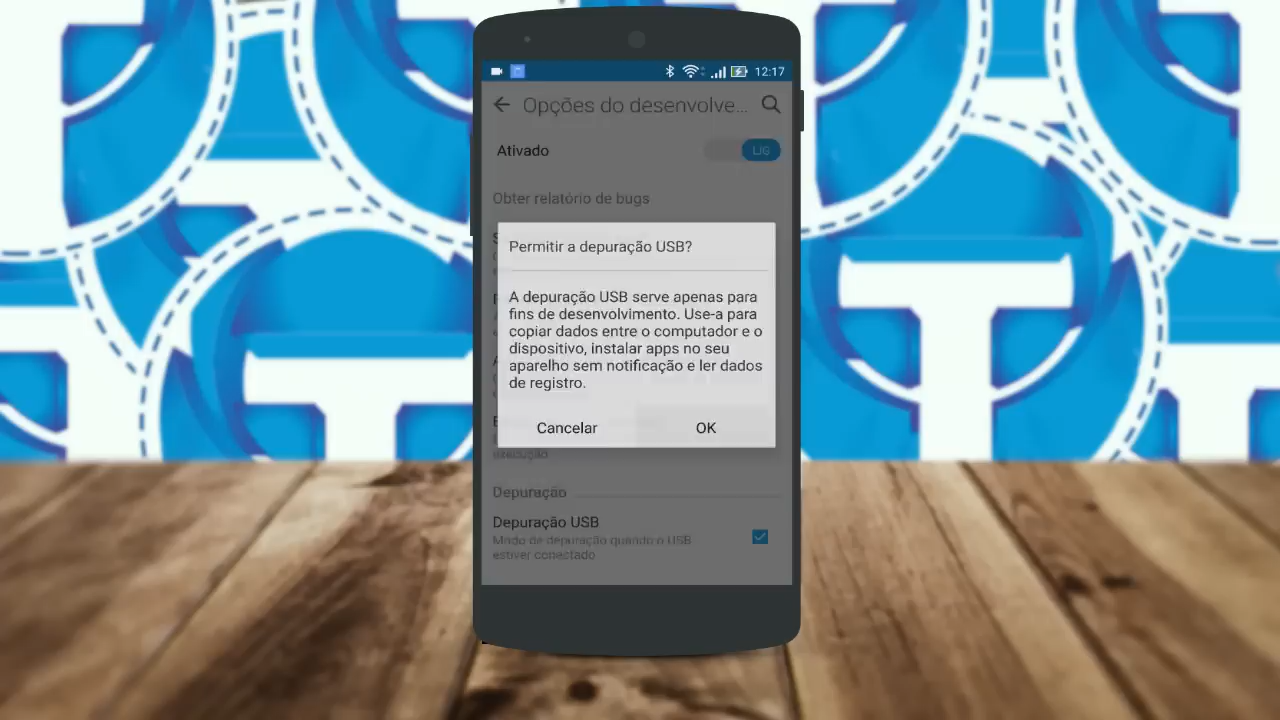 12:17
Opções do desenvolve...
Ativado
LIG
Obter relatório de bugs
Permitir a depuração USB?
A depuração USB serve apenas para
fins de desenvolvimento. Use-a para
copiar dados entre o computador e o
dispositivo, instalar apps no seu
aparelho sem notificação e ler dados
de registro.
Cancelar
OK
execução
Depuração
Depuração USB
Modo de depuração quando o USB
estiver conectado